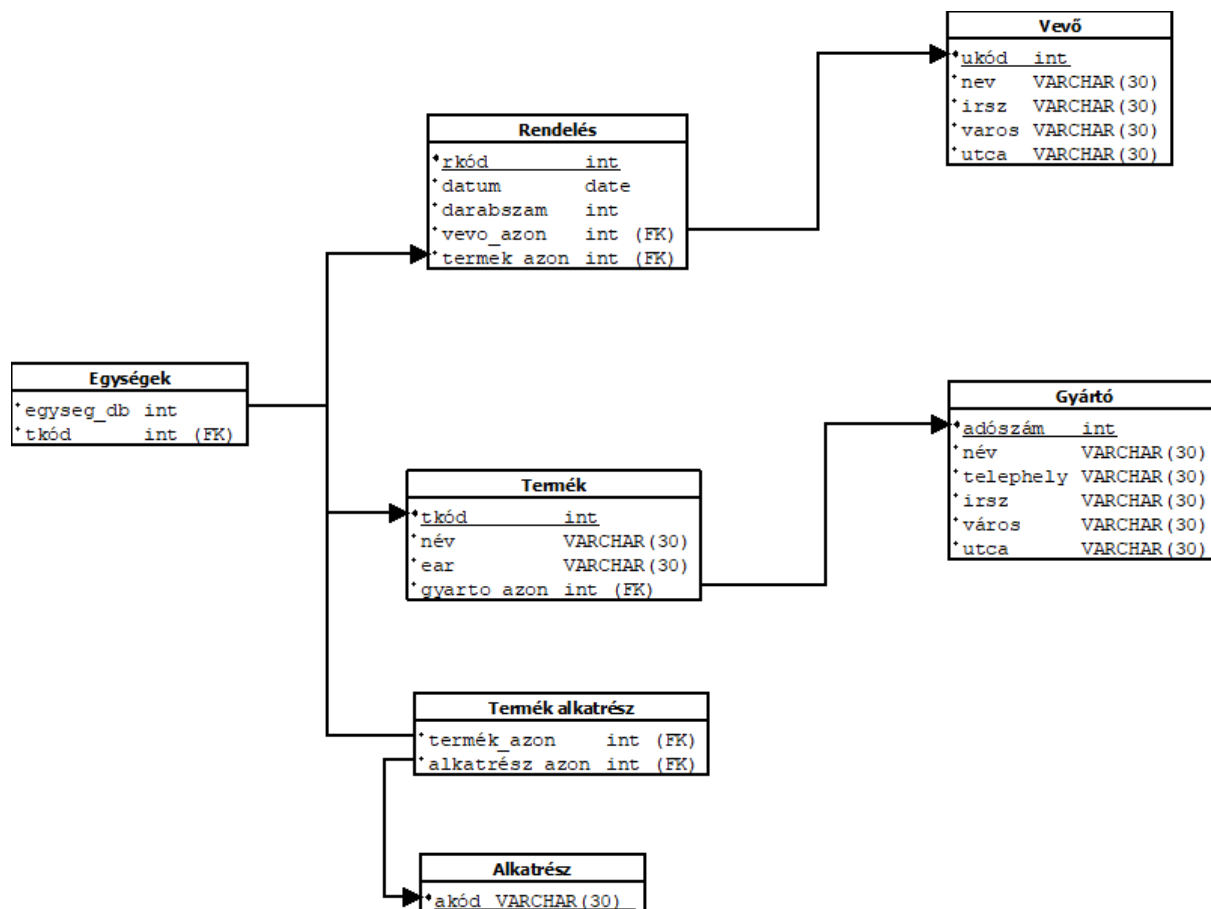 Vevő
ukód int
nev VARCHAR(30)
irsz VARCHAR(30)
varos VARCHAR(30)
utca VARCHAR(30)
Rendelés
rkód int
datum date
darabszam int
vevo_azon int (FK)
termek_azon int (FK)
Egységek
egyseg_db int
tkód int (FK)
Gyártó
adószám int
név VARCHAR(30)
telephely VARCHAR(30)
irsz VARCHAR(30)
város VARCHAR(30)
utca VARCHAR(30)
Termék
tkód int
név VARCHAR(30)
ear VARCHAR(30)
gyarto_azon int (FK)
Termék alkatrész
termék_azon int (FK)
alkatrész_azon int (FK)
Alkatrész
akód VARCHAR(30)